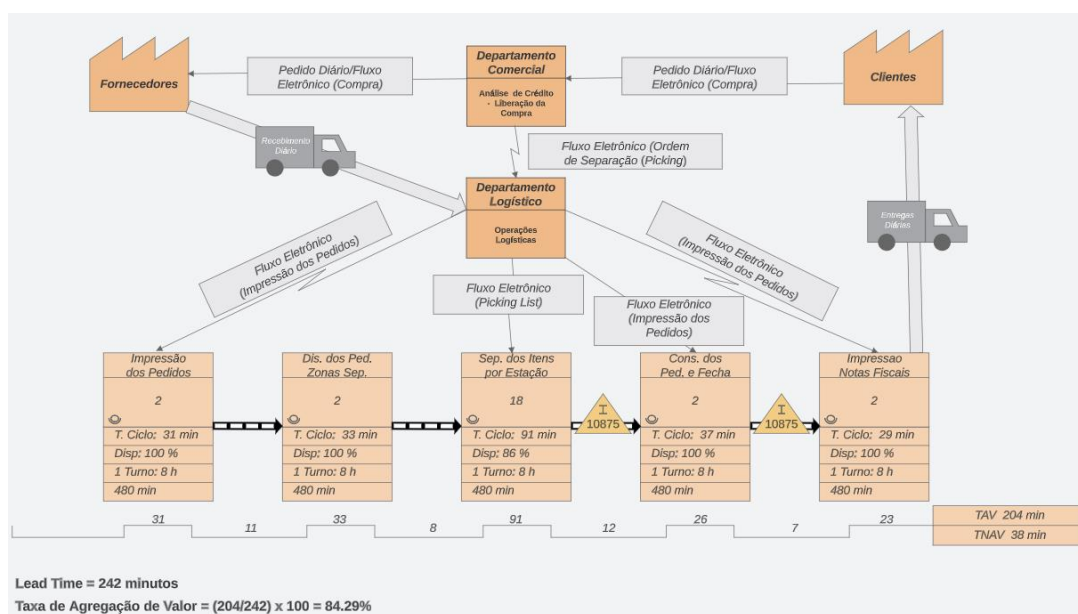 Fornecedores
Pedido Diário/Fluxo
Eletrônico (Compra)
Departamento
Comercial
Análise de Crédito
- Liberação da
Compra
Pedido Diário/Fluxo
Eletrônico (Compra)
Clientes
Recebimento
Diário
Fluxo Eletrônico (Ordem
de Separação (Picking)
Departamento
Logístico
Operações
Logísticas
Entregas
Diárias
Fluxo Eletrônico
(Impressão dos Pedidos)
Fluxo Eletrônico
(Picking List)
Fluxo Eletrônico
(Impressão dos
Pedidos)
Fluxo Eletrônico
(Impressão dos Pedidos)
Impressão
dos Pedidos
2
T. Ciclo; 31 min
Disp; 100 %
1 Turno: 8 h
480 min
Dis. dos Ped.
Zonas Sep.
2
T. Ciclo; 33 min
Disp; 100 %
1 Turno: 8 h
480 min
Sep. dos Itens
por Estação
18
T. Ciclo; 91 min
Disp; 86 %
1 Turno: 8 h
480 min
I
10875
Cons. dos
Ped. e Fecha
2
T. Ciclo; 37 min
Disp; 100 %
1 Turno: 8 h
480 min
I
10875
Impressao
Notas Fiscais
2
T. Ciclo; 29 min
Disp; 100 %
1 Turno: 8 h
480 min
31
11
33
8
91
12
26
7
23
TAV 204 min
TNAV 38 min
Lead Time = 242 minutos
Taxa de Agregação de Valor = (204/242) x 100 = 84.29%